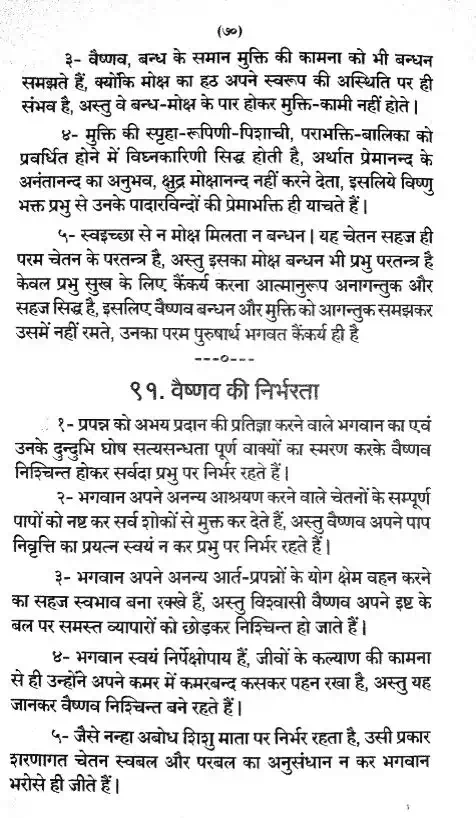 (७०)
३- वैष्णव, बन्ध के समान मुक्ति की कामना को भी बन्धन
समझते हैं, क्योंकि मोक्ष का हठ अपने स्वरूप की अस्थिति पर ही
संभव है, अस्तु वे बन्ध-मोक्ष के पार होकर मुक्ति-कामी नहीं होते।
४- मुक्ति की स्पृहा-रूपिणी-पिशाची, पराभक्ति-बालिका को
प्रवर्धित होने में विघ्नकारिणी सिद्ध होती है, अर्थात प्रेमानन्द के
अनंतानन्द का अनुभव, क्षुद्र मोक्षानन्द नहीं करने देता, इसलिये विष्णु
भक्त प्रभु से उनके पादारविन्दों की प्रेमाभक्ति ही याचते हैं।
५- स्वइच्छा से न मोक्ष मिलता न बन्धन। यह चेतन सहज ही
परम चेतन के परतन्त्र है, अस्तु इसका मोक्ष बन्धन भी प्रभु परतन्त्र है
केवल प्रभु सुख के लिए कैंकर्य करना आत्मानुरूप अनागन्तुक और
सहज सिद्ध है, इसलिए वैष्णव बन्धन और मुक्ति को आगन्तुक समझकर
उसमें नहीं रमते, उनका परम पुरुषार्थ भगवत कैंकर्य ही है
---०---
९१. वैष्णव की निर्भरता
१- प्रपन्न को अभय प्रदान की प्रतिज्ञा करने वाले भगवान का एवं
उनके दुन्दुभि घोष सत्यसन्धता पूर्ण वाक्यों का स्मरण करके वैष्णव
निश्चिन्त होकर सर्वदा प्रभु पर निर्भर रहते हैं।
२- भगवान अपने अनन्य आश्रयण करने वाले चेतनों के सम्पूर्ण
पापों को नष्ट कर सर्व शोकों से मुक्त कर देते हैं, अस्तु वैष्णव अपने पाप
निवृत्ति का प्रयत्न स्वयं न कर प्रभु पर निर्भर रहते हैं।
३- भगवान अपने अनन्य आर्त-प्रपन्नों के योग क्षेम वहन करने
का सहज स्वभाव बना रक्खे हैं, अस्तु विश्वासी वैष्णव अपने इष्ट के
बल पर समस्त व्यापारों को छोड़कर निश्चिन्त हो जाते हैं।
४- भगवान स्वयं निर्पेक्षोपाय हैं, जीवों के कल्याण की कामना
से ही उन्होंने अपने कमर में कमरबन्द कसकर पहन रखा है, अस्तु यह
जानकर वैष्णव निश्चिन्त बने रहते हैं।
५- जैसे नन्हा अबोध शिशु माता पर निर्भर रहता है, उसी प्रकार
शरणागत चेतन स्वबल और परबल का अनुसंधान न कर भगवान
भरोसे ही जीते हैं।